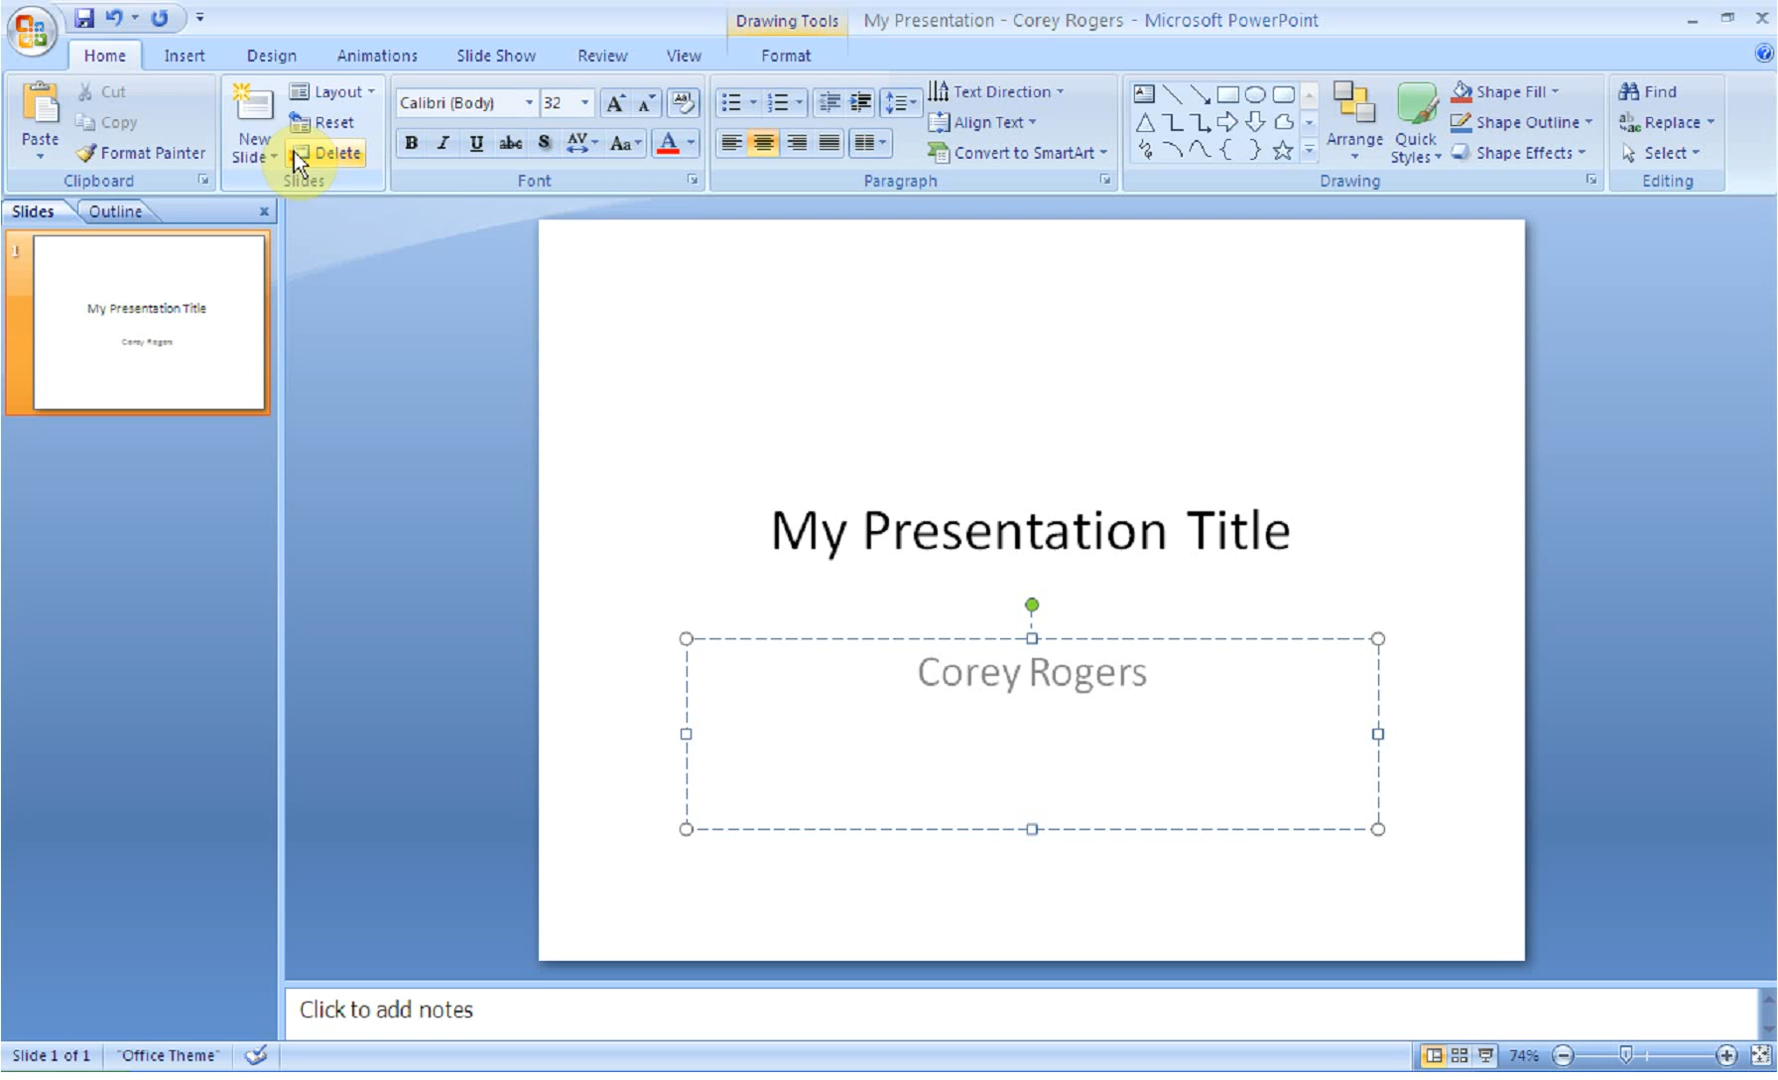 Drawing Tools My Presentation - Corey Rogers - Microsoft PowerPoint
Home Insert Design Animations Slide Show Review View Format
Paste
Cut
Copy
Format Painter
Clipboard
New
Slide
Layout
Reset
Delete
Slides
Calibri (Body) 32
B I U abc S AV Aa A
Font
Text Direction
Align Text
Convert to SmartArt
Paragraph
Arrange
Quick
Styles
Shape Fill
Shape Outline
Shape Effects
Drawing
Find
Replace
Select
Editing
Slides Outline x
1
My Presentation Title
Corey Rogers
My Presentation Title
Corey Rogers
Click to add notes
Slide 1 of 1 "Office Theme" 74%